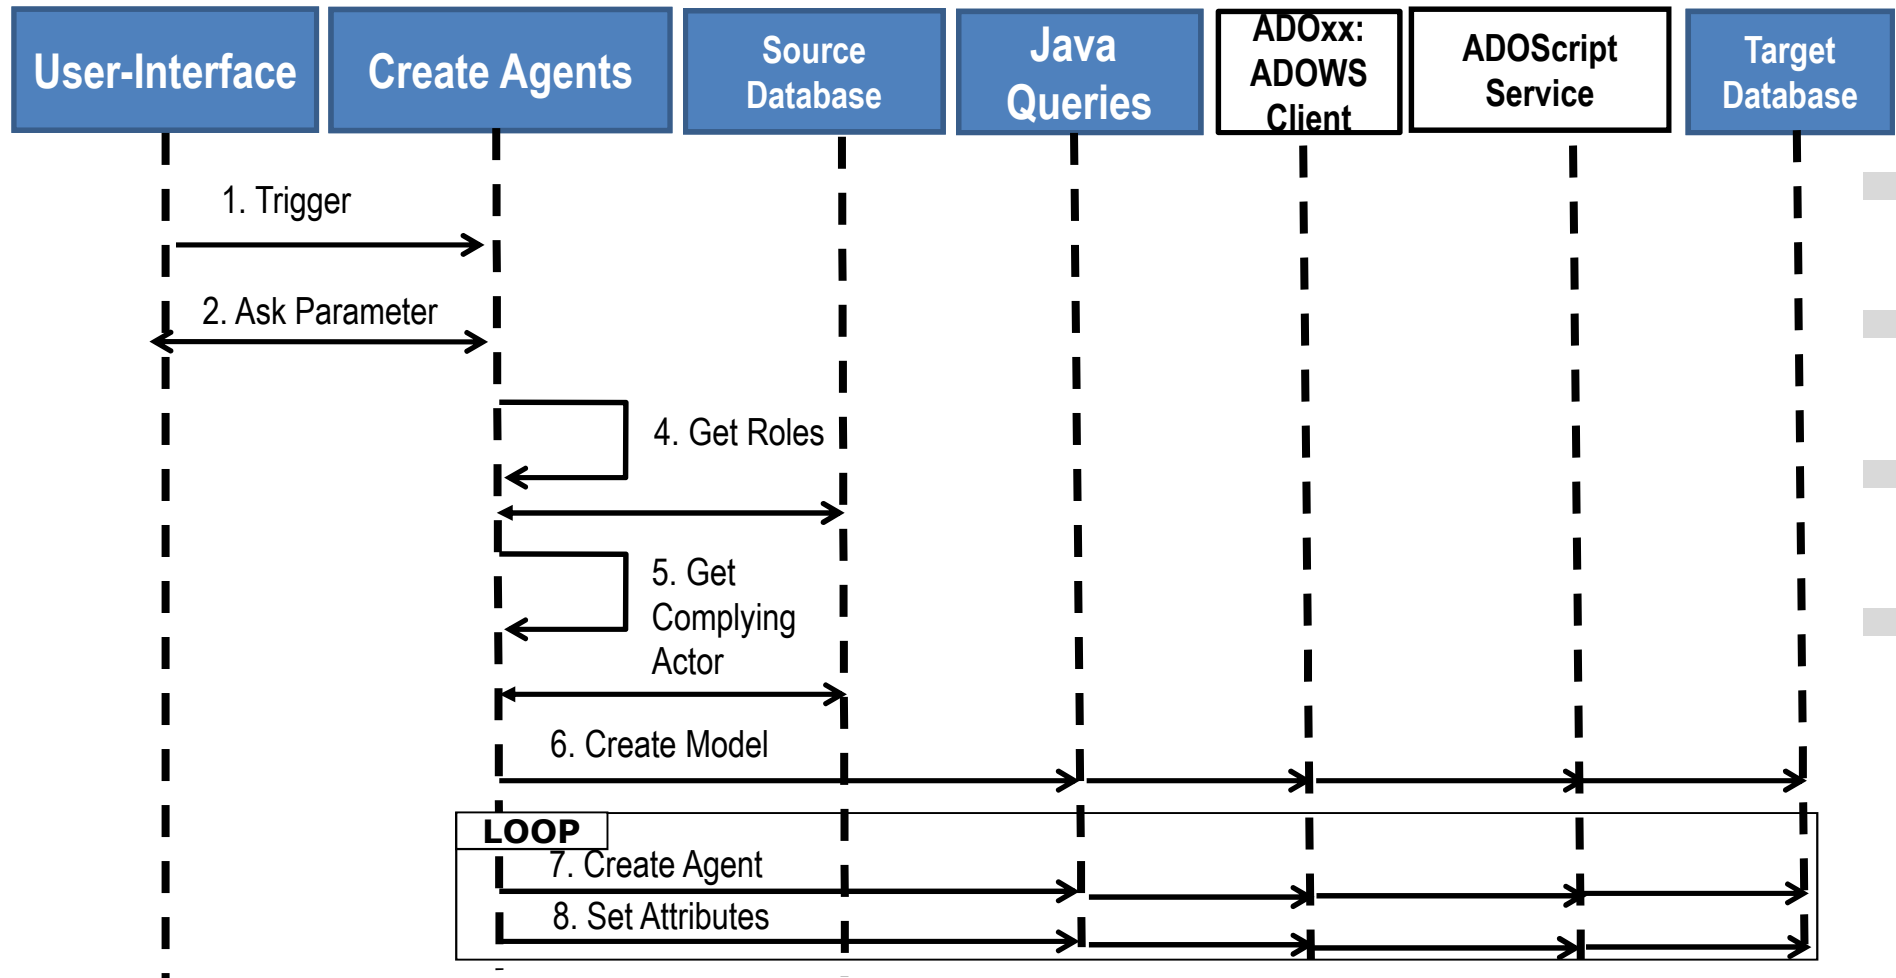 User-Interface
Create Agents
Source
Database
Java
Queries
ADOxx:
ADOWS
Client
ADOScript
Service
Target
Database
1. Trigger
2. Ask Parameter
4. Get Roles
5. Get
Complying
Actor
6. Create Model
LOOP
7. Create Agent
8. Set Attributes